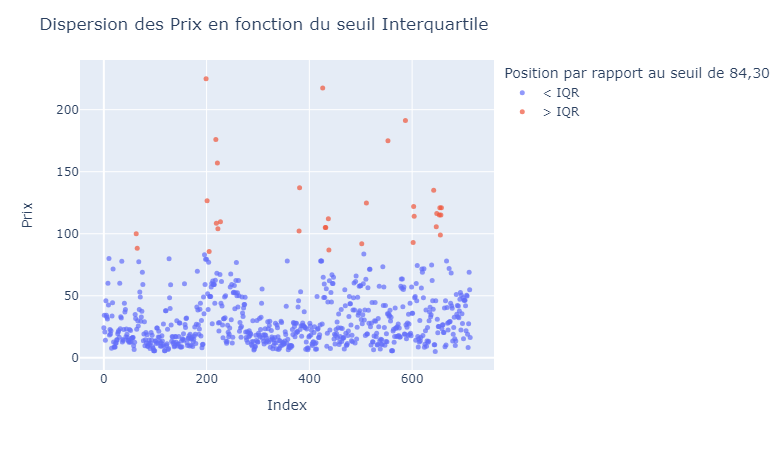 Dispersion des Prix en fonction du seuil Interquartile
Position par rapport au seuil de 84,30
< IQR
> IQR
200
150
100
50
0
Prix
0
200
400
600
Index